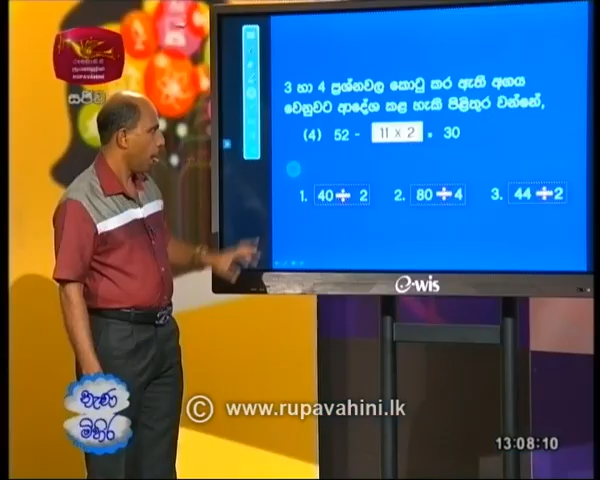 රූපවාහිනී
සජීවී
3 හා 4 ප්‍රශ්නවල කොටු කර ඇති අගය
වෙනුවට ආදේශ කළ හැකි පිළිතුර වන්නේ,
(4) 52 - 11 x 2 = 30
1. 40 ÷ 2 2. 80 ÷ 4 3. 44 ÷ 2
e-wis
නැණ
මිහිර
© www.rupavahini.lk
13:08:10